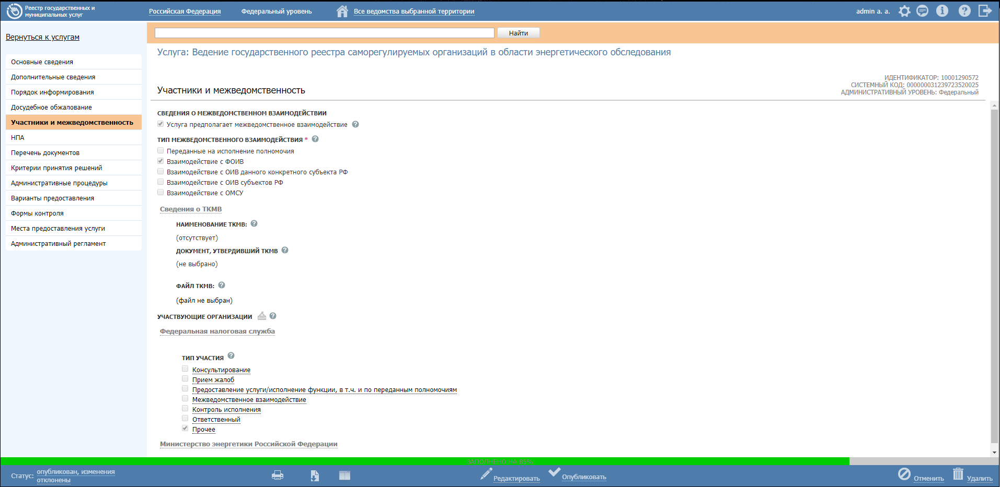 Реестр государственных и
муниципальных услуг
Российская Федерация
Федеральный уровень
Все ведомства выбранной территории
admin a. a.
Вернуться к услугам
Найти
Услуга: Ведение государственного реестра саморегулируемых организаций в области энергетического обследования
Основные сведения
Дополнительные сведения
Порядок информирования
Досудебное обжалование
Участники и межведомственность
НПА
Перечень документов
Критерии принятия решений
Административные процедуры
Варианты предоставления
Формы контроля
Места предоставления услуги
Административный регламент
ИДЕНТИФИКАТОР: 10001290572
СИСТЕМНЫЙ КОД: 000000031239723520025
АДМИНИСТРАТИВНЫЙ УРОВЕНЬ: Федеральный
Участники и межведомственность
СВЕДЕНИЯ О МЕЖВЕДОМСТВЕННОМ ВЗАИМОДЕЙСТВИИ
Услуга предполагает межведомственное взаимодействие ?
ТИП МЕЖВЕДОМСТВЕННОГО ВЗАИМОДЕЙСТВИЯ * ?
Переданные на исполнение полномочия
Взаимодействие с ФОИВ
Взаимодействие с ОИВ данного конкретного субъекта РФ
Взаимодействие с ОИВ субъектов РФ
Взаимодействие с ОМСУ
Сведения о ТКМВ
НАИМЕНОВАНИЕ ТКМВ: ?
(отсутствует)
ДОКУМЕНТ, УТВЕРДИВШИЙ ТКМВ ?
(не выбрано)
ФАЙЛ ТКМВ: ?
(файл не выбран)
УЧАСТВУЮЩИЕ ОРГАНИЗАЦИИ ?
Федеральная налоговая служба
ТИП УЧАСТИЯ ?
Консультирование
Прием жалоб
Предоставление услуги/исполнение функции, в т.ч. и по переданным полномочиям
Межведомственное взаимодействие
Контроль исполнения
Ответственный
Прочее
Министерство энергетики Российской Федерации
ЗАПОЛНЕНО НА 85%
Статус: опубликован, изменения
отклонены
Редактировать
Опубликовать
Отменить
Удалить